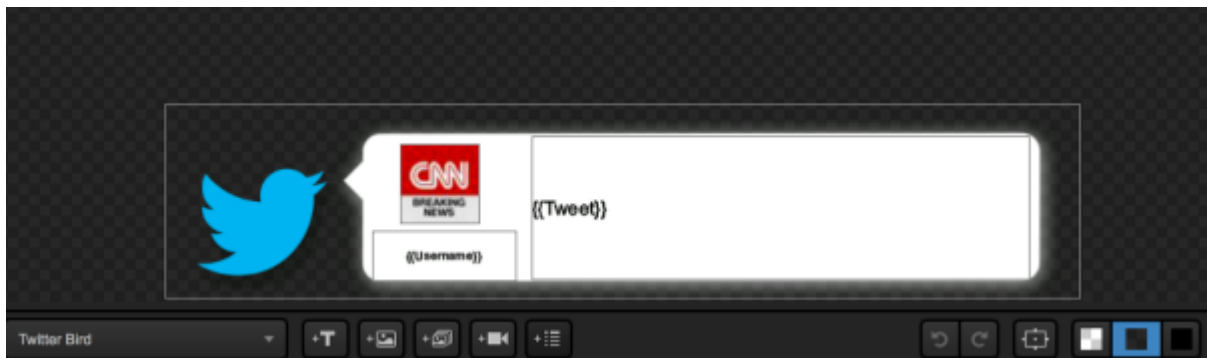 CNN
BREAKING
NEWS
{{Tweet}}
{{Username}}
Twitter Bird
+T